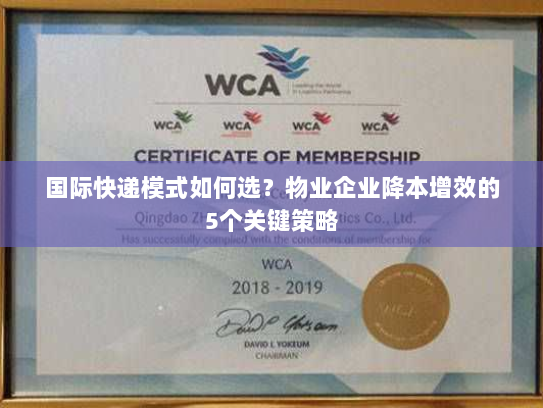 WCA
Leading the World
in Logistics Partnering
WCA WCA WCA WCA
CERTIFICATE OF MEMBERSHIP
国际快递模式如何选？物业企业降本增效的
5个关键策略
Qingdao Zh stics Co., Ltd.
Has successfully complied with the conditions of membership for
WCA
2018 - 2019
DAVID L YOKEUM
CHAIRMAN